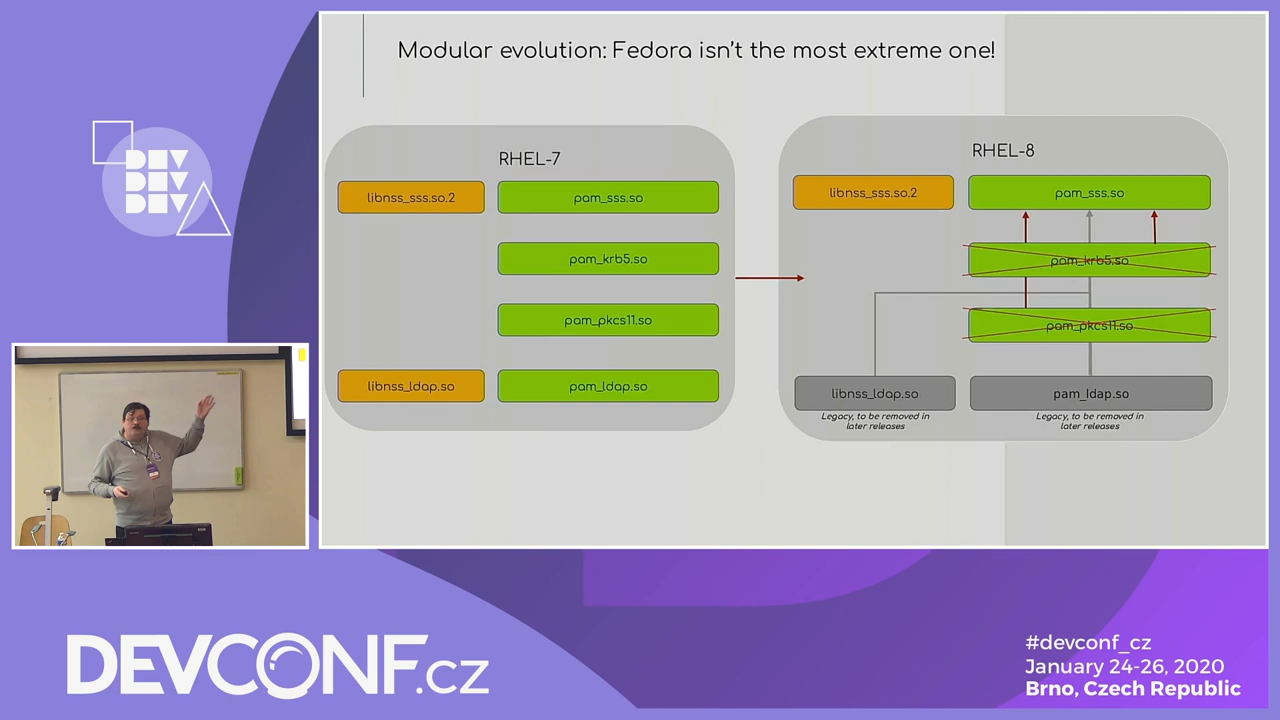 Modular evolution: Fedora isn't the most extreme one!
RHEL-7
libnss_sss.so.2
pam_sss.so
pam_krb5.so
pam_pkcs11.so
libnss_ldap.so
pam_ldap.so
RHEL-8
libnss_sss.so.2
pam_sss.so
pam_krb5.so
pam_pkcs11.so
libnss_ldap.so
Legacy, to be removed in
later releases
pam_ldap.so
Legacy, to be removed in
later releases
DEV
DEV
DEV
DEVCONF.cz
#devconf_cz
January 24-26, 2020
Brno, Czech Republic